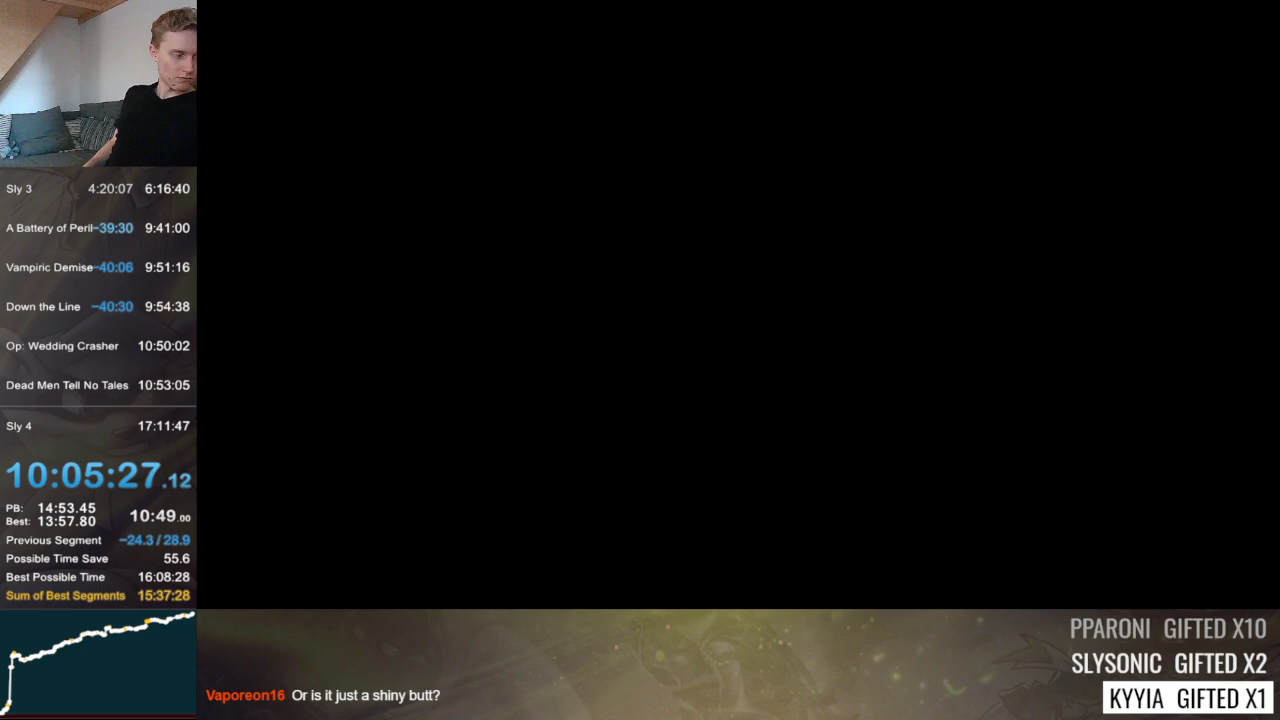 Sly 3 4:20:07 6:16:40
A Battery of Peril −39:30 9:41:00
Vampiric Demise −40:06 9:51:16
Down the Line −40:30 9:54:38
Op: Wedding Crasher 10:50:02
Dead Men Tell No Tales 10:53:05
Sly 4 17:11:47
10:05:27.12
PB: 14:53.45
Best: 13:57.80
10:49.00
Previous Segment −24.3 / 28.9
Possible Time Save 55.6
Best Possible Time 16:08:28
Sum of Best Segments 15:37:28
Vaporeon16 Or is it just a shiny butt?
PPARONI GIFTED X10
SLYSONIC GIFTED X2
KYYIA GIFTED X1